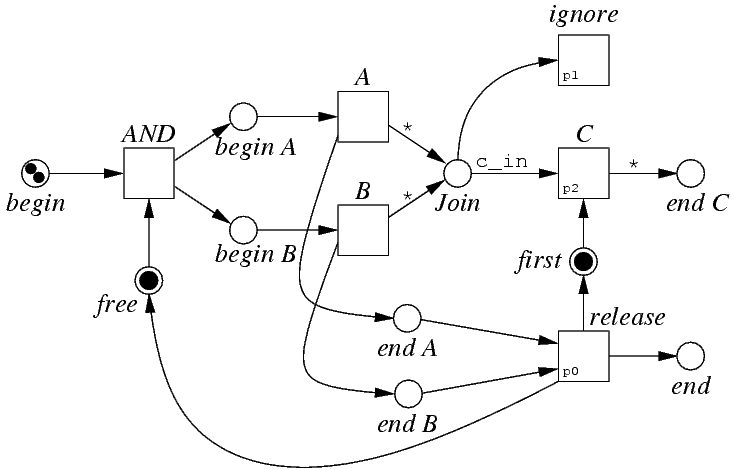 ignore
p1
A
*
AND
begin A
c_in
C
p2
*
begin
B
*
Join
end C
begin B
first
free
release
end A
p0
end
end B